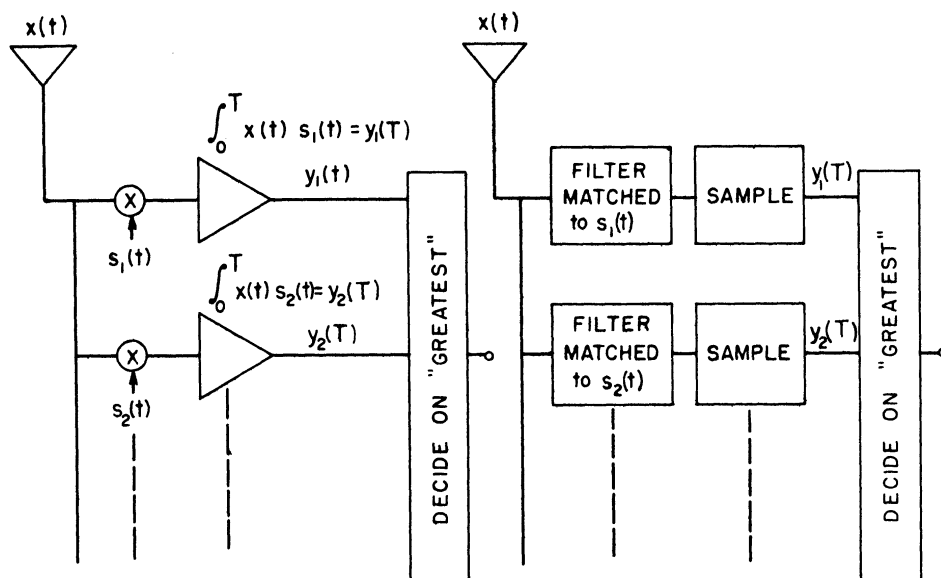 x(t)
∫₀ᵀ x(t) s₁(t) = y₁(T)
y₁(t)
X
s₁(t)
∫₀ᵀ x(t) s₂(t) = y₂(T)
y₂(T)
X
s₂(t)
DECIDE ON "GREATEST"
x(t)
FILTER
MATCHED
to s₁(t)
SAMPLE
y₁(T)
FILTER
MATCHED
to s₂(t)
SAMPLE
y₂(T)
DECIDE ON "GREATEST"